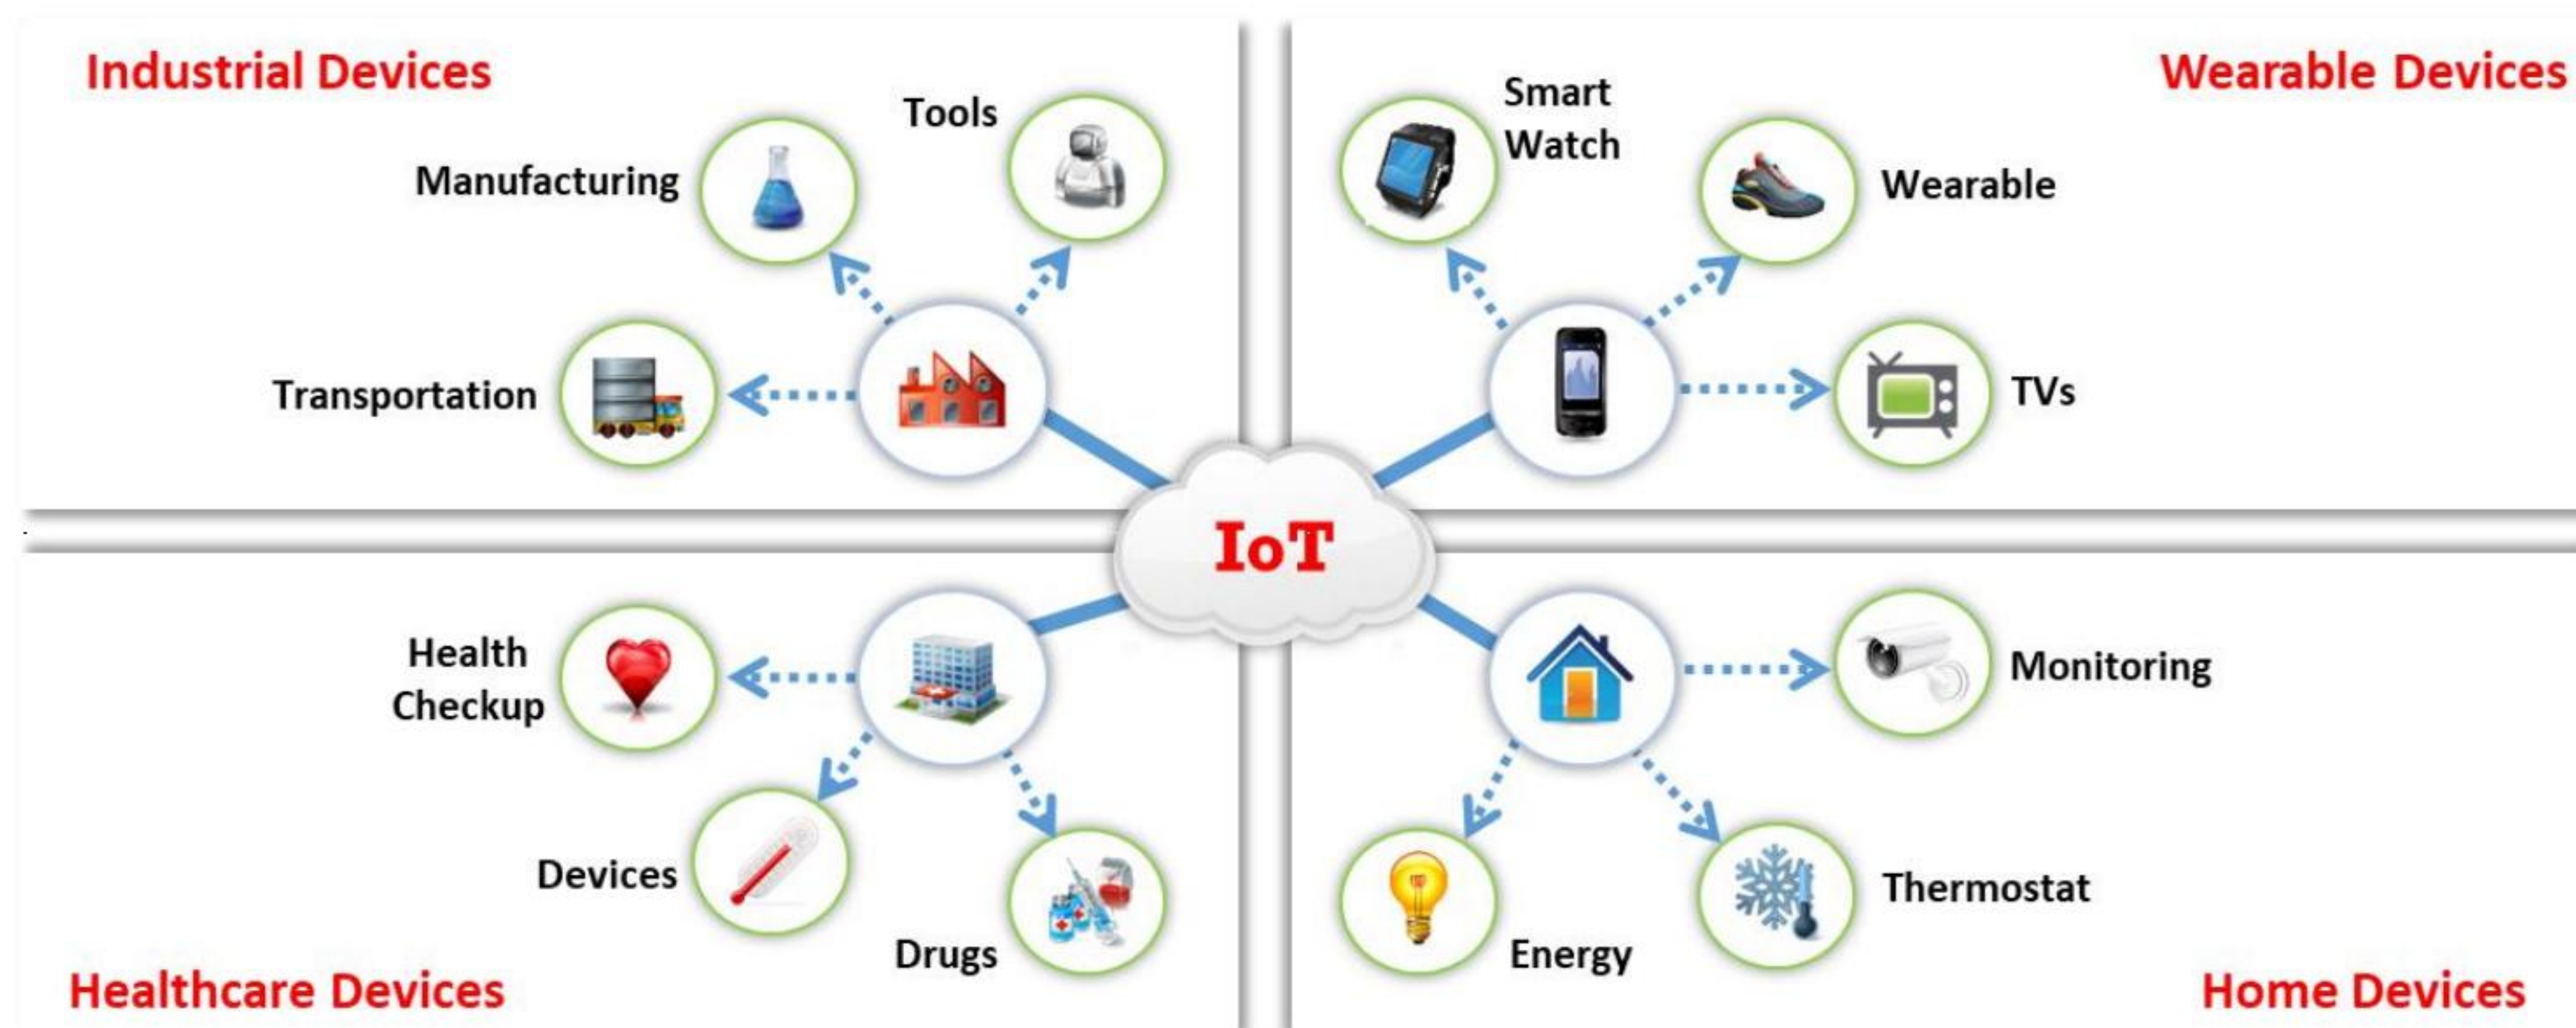 Industrial Devices
Tools
Manufacturing
Transportation
Wearable Devices
Smart
Watch
Wearable
TVs
IoT
Health
Checkup
Devices
Drugs
Healthcare Devices
Monitoring
Thermostat
Energy
Home Devices